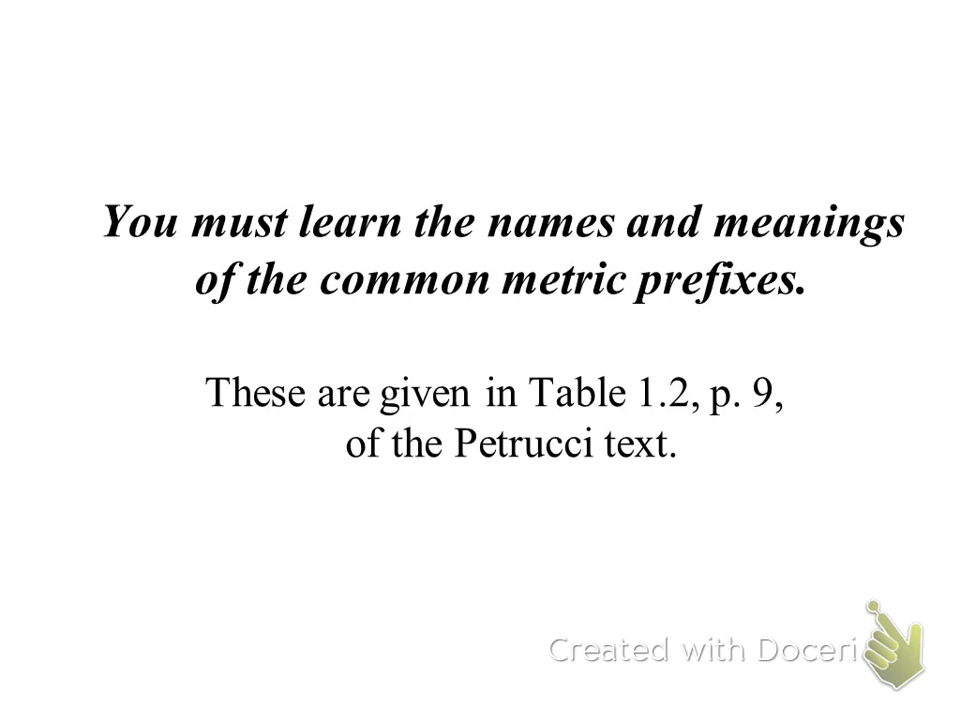 You must learn the names and meanings
of the common metric prefixes.
These are given in Table 1.2, p. 9,
of the Petrucci text.
Created with Doceri